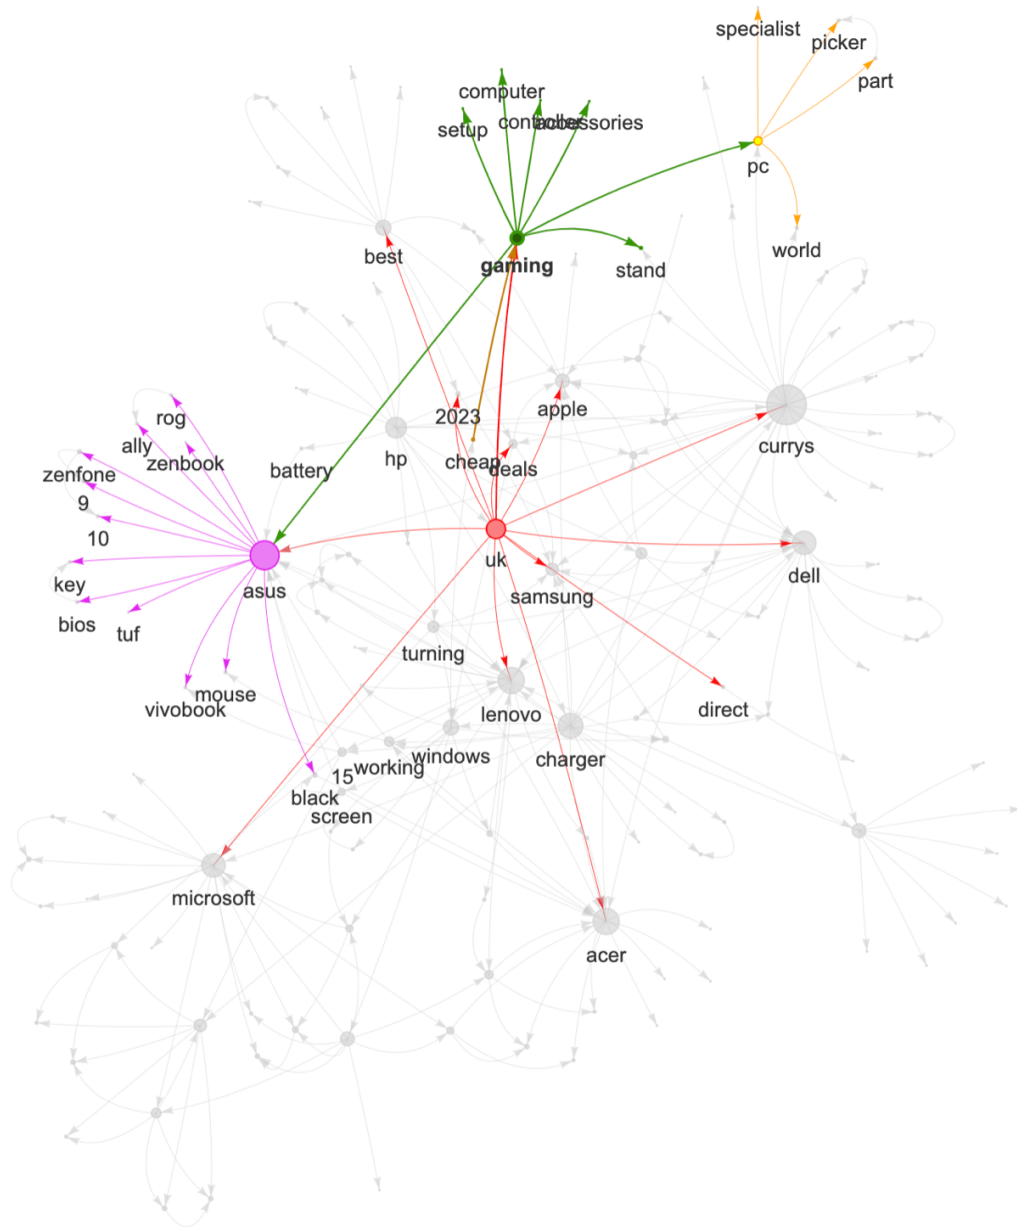 specialist
picker
part
computer
setup
controller
accessories
pc
best
gaming
stand
world
rog
ally
zenbook
zenfone
9
10
key
bios
tuf
battery
hp
2023
cheap
deals
apple
currys
asus
uk
samsung
dell
turning
mouse
vivobook
lenovo
direct
windows
charger
15
working
black
screen
microsoft
acer